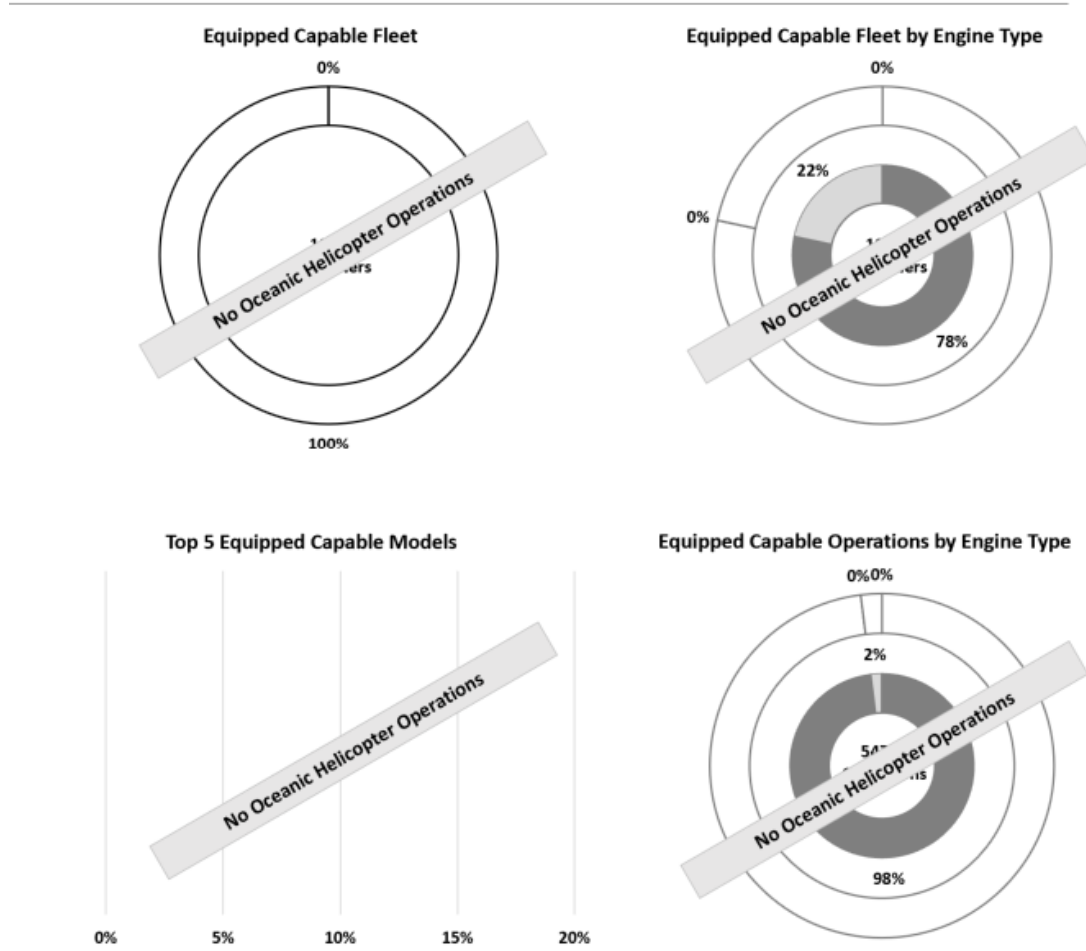 Equipped Capable Fleet
0%
No Oceanic Helicopter Operations
100%
Equipped Capable Fleet by Engine Type
0%
22%
0%
No Oceanic Helicopter Operations
78%
Top 5 Equipped Capable Models
No Oceanic Helicopter Operations
0% 5% 10% 15% 20%
Equipped Capable Operations by Engine Type
0% 0%
2%
No Oceanic Helicopter Operations
98%